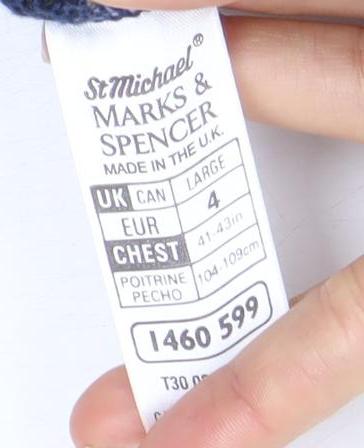 St Michael®
MARKS &
SPENCER
MADE IN THE U.K.
UK CAN LARGE
EUR 4
CHEST 41-43in
POITRINE 104-109cm
PECHO
1460 599
T30